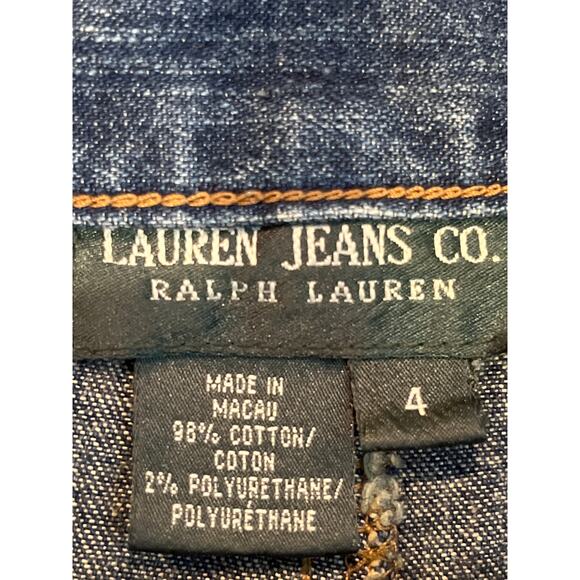 LAUREN JEANS CO.
RALPH LAUREN
MADE IN
MACAU
98% COTTON/
COTON
2% POLYURETHANE/
POLYURÉTHANE
4